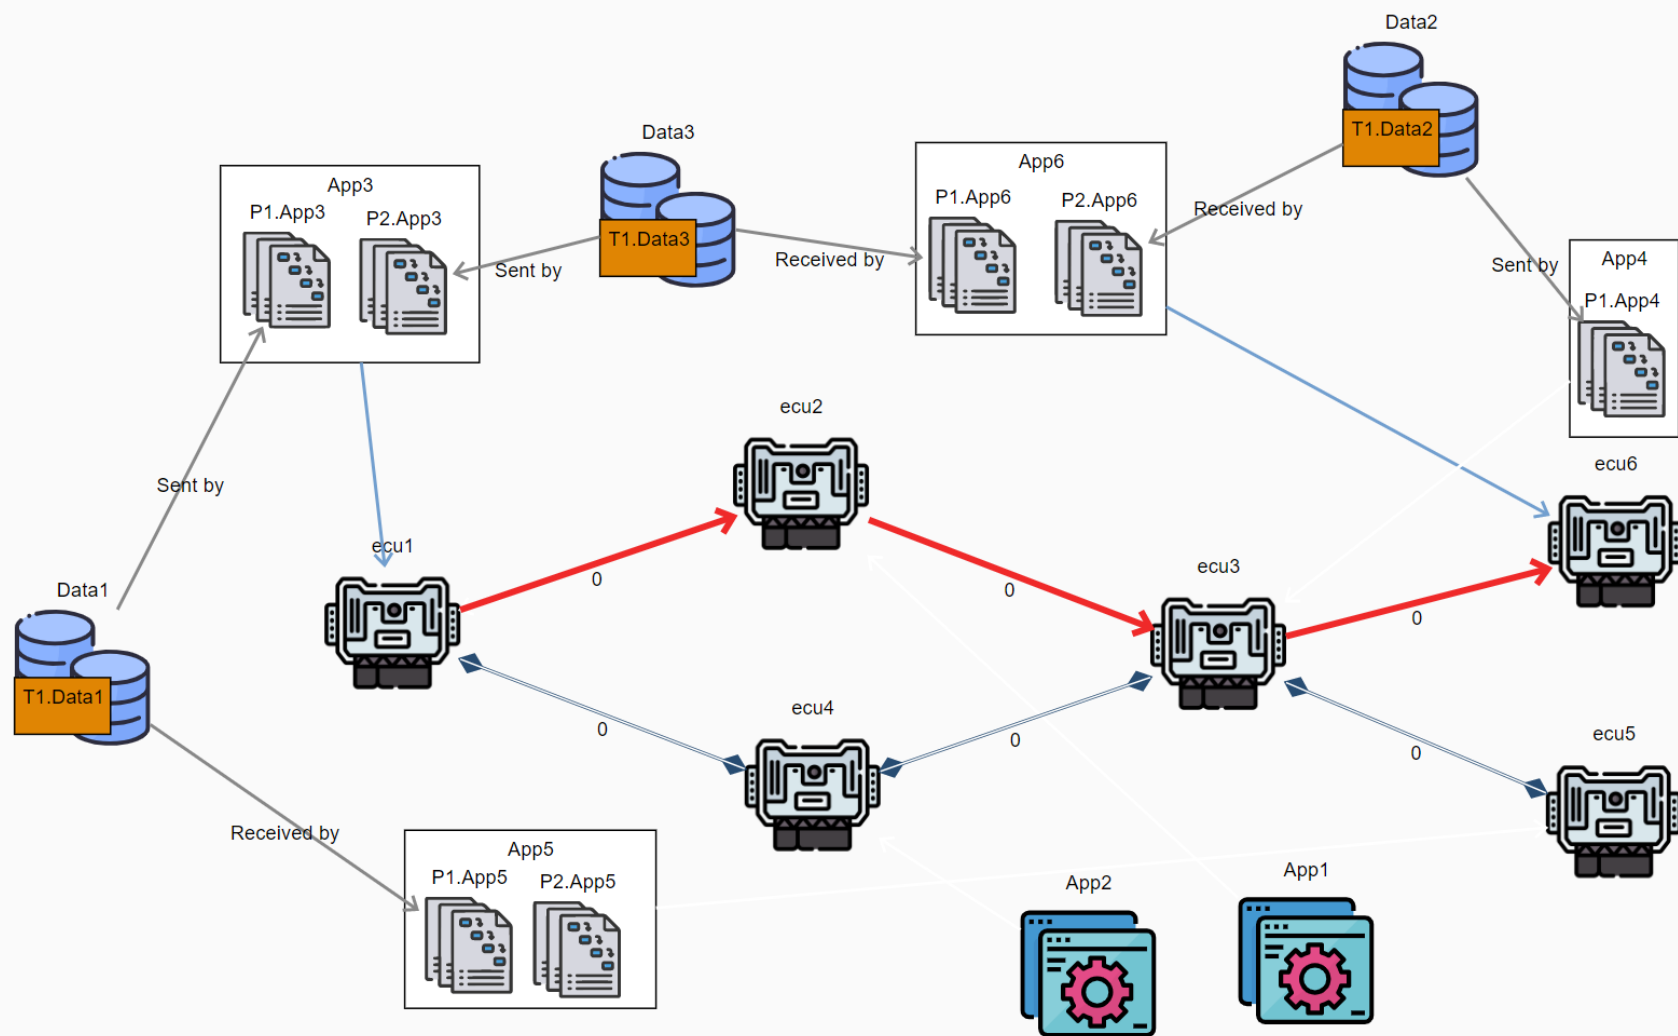 Data2
T1.Data2
Data3
T1.Data3
App3
P1.App3
P2.App3
App6
P1.App6
P2.App6
Received by
Sent by
Received by
Sent by
App4
P1.App4
ecu2
ecu6
Sent by
ecu1
ecu3
0
0
0
Data1
T1.Data1
ecu4
ecu5
0
0
0
Received by
App5
P1.App5
P2.App5
App2
App1